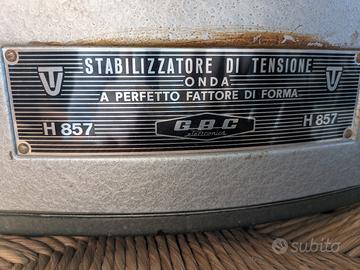 STABILIZZATORE DI TENSIONE
ONDA
A PERFETTO FATTORE DI FORMA
H 857
GBC
elettronica
H 857
subito